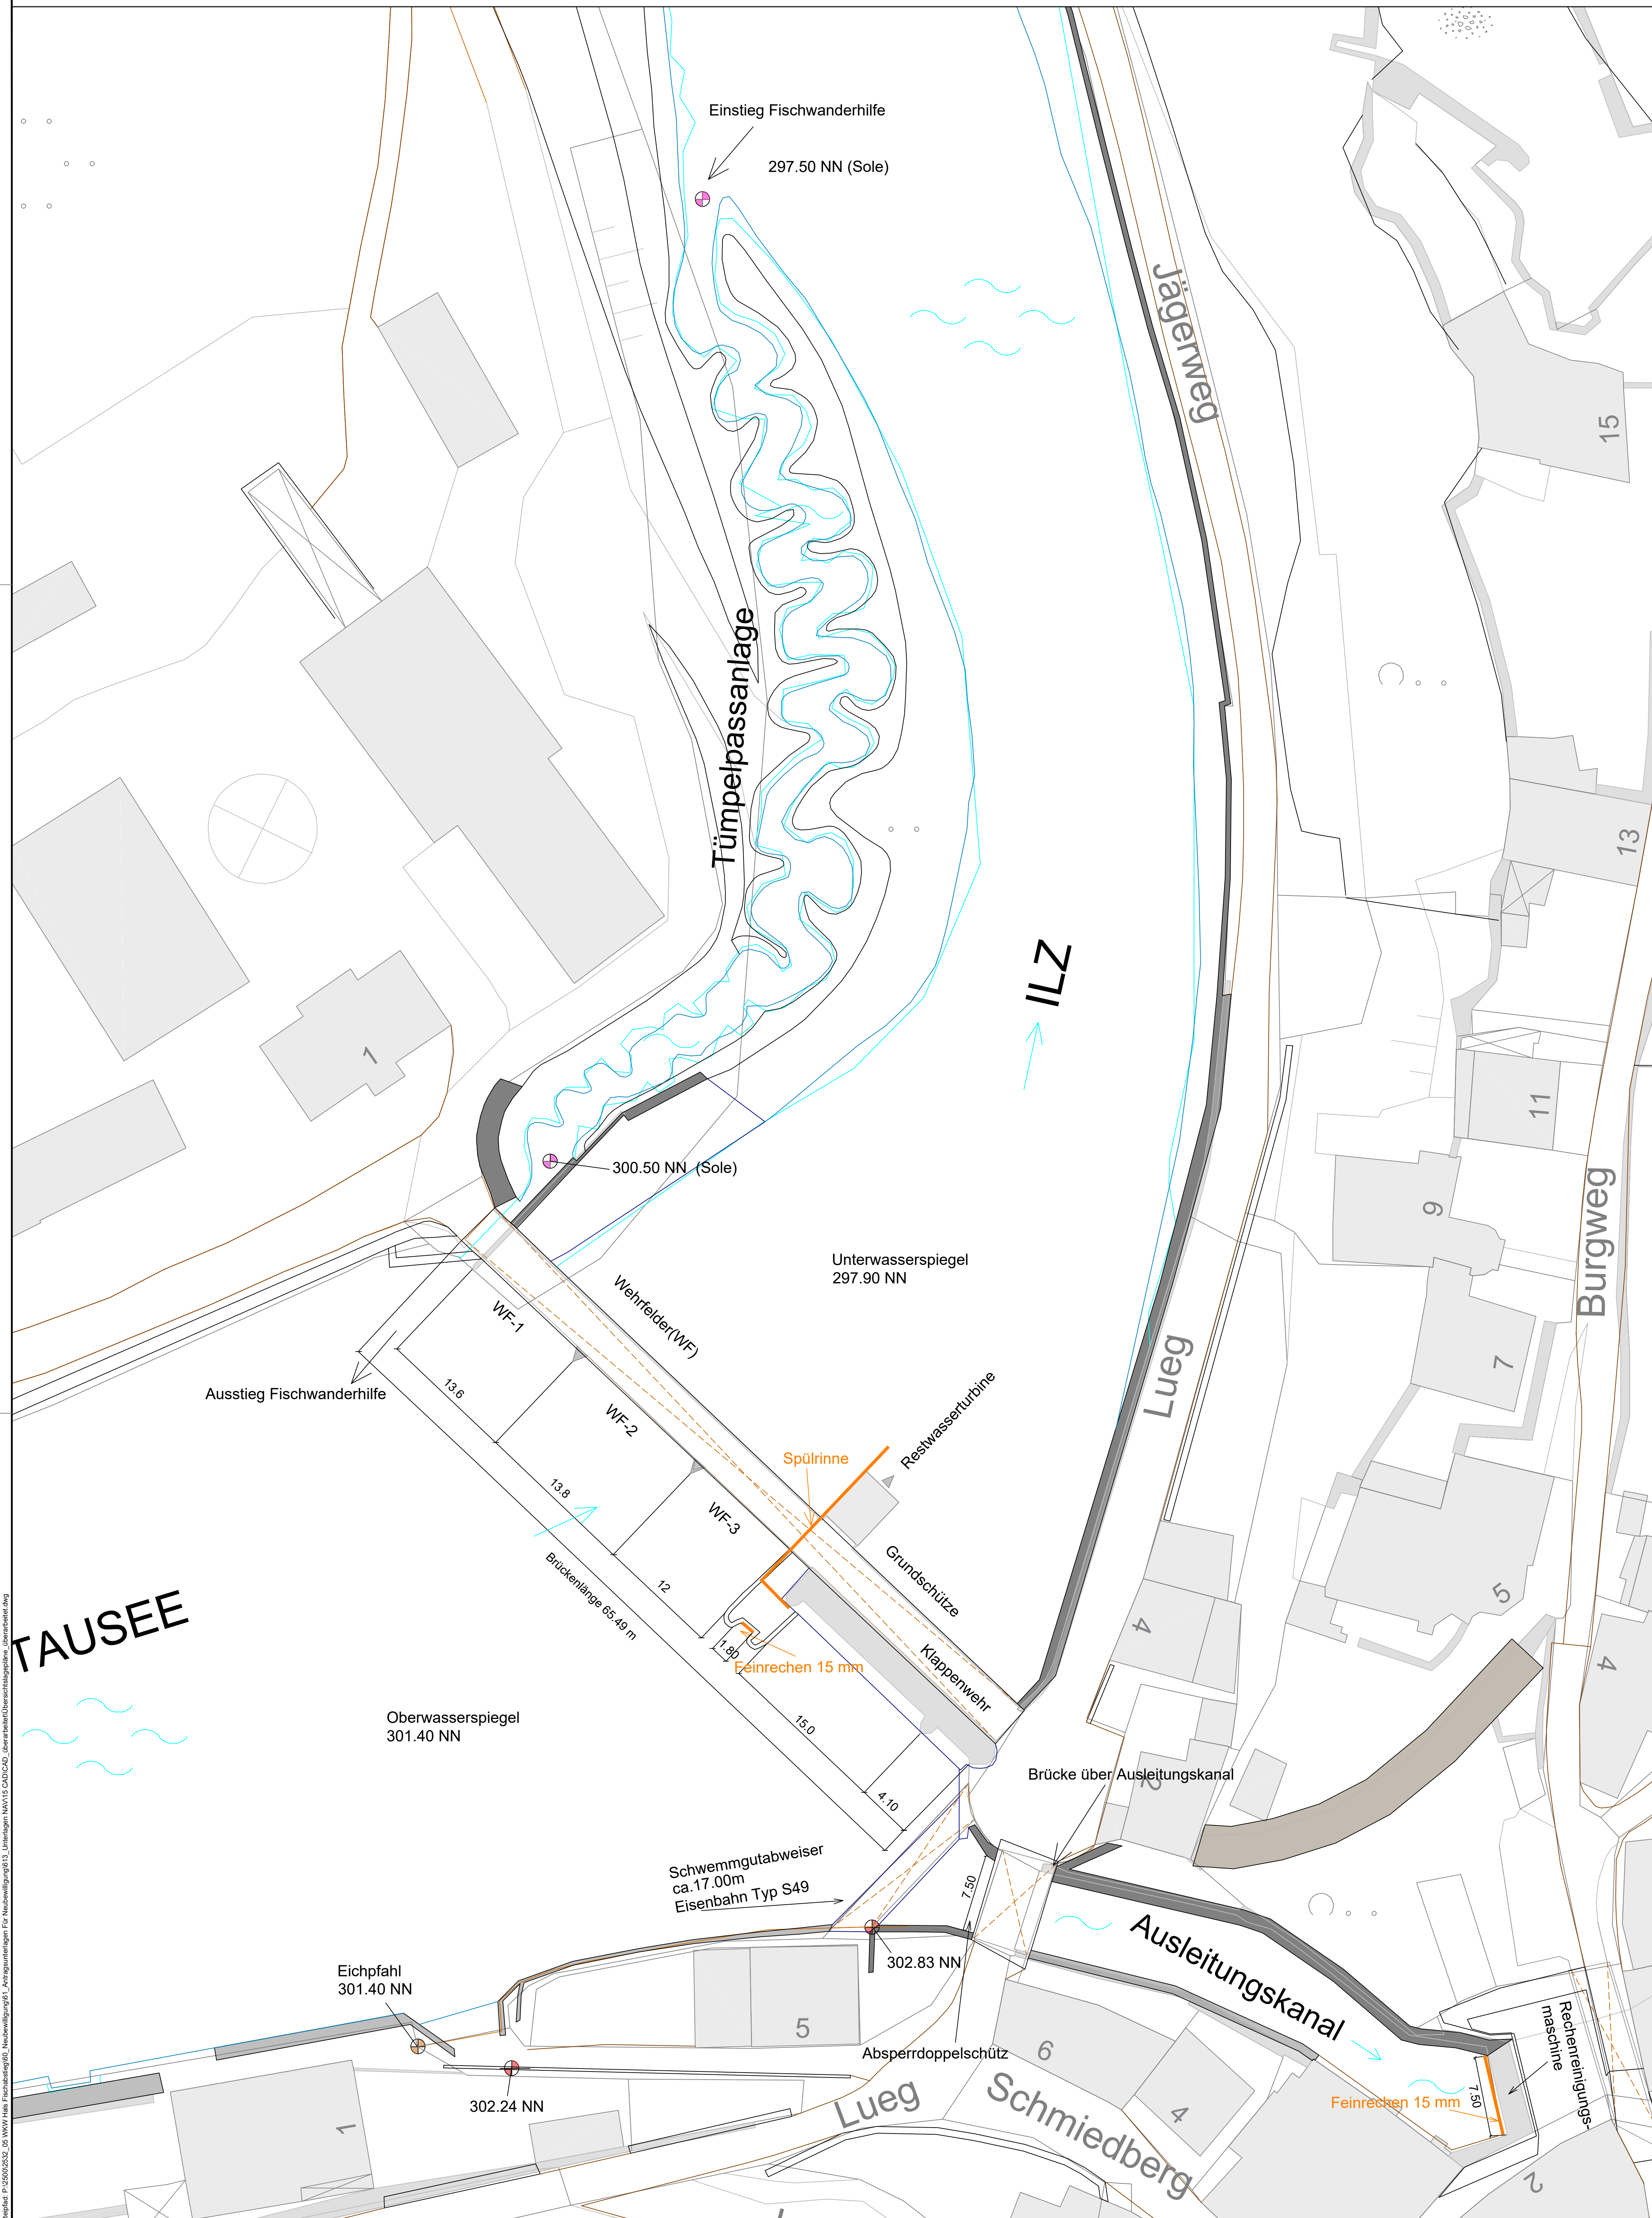 Einstieg Fischwanderhilfe
297.50 NN (Sole)
Jägerweg
15
Tümpelpassanlage
13
ILZ
1
11
300.50 NN (Sole)
9
Burgweg
Unterwasserspiegel
297.90 NN
WF-1
Wehrfelder(WF)
7
Lueg
Ausstieg Fischwanderhilfe
13.6
WF-2
Restwasserturbine
Spülrinne
13.8
WF-3
Grundschütze
5
Brückenlänge 65.49 m
12
TAUSEE
4
4
1.80
Feinrechen 15 mm
Klappenwehr
Oberwasserspiegel
301.40 NN
15.0
Brücke über Ausleitungskanal
2
4.10
Schwemmgutabweiser
ca.17.00m
Eisenbahn Typ S49
7.50
Ausleitungskanal
302.83 NN
Eichpfahl
301.40 NN
5
6
Absperrdoppelschütz
Rechenreinigungs-
maschine
7.50
Feinrechen 15 mm
302.24 NN
Lueg
Schmiedberg
4
1
2